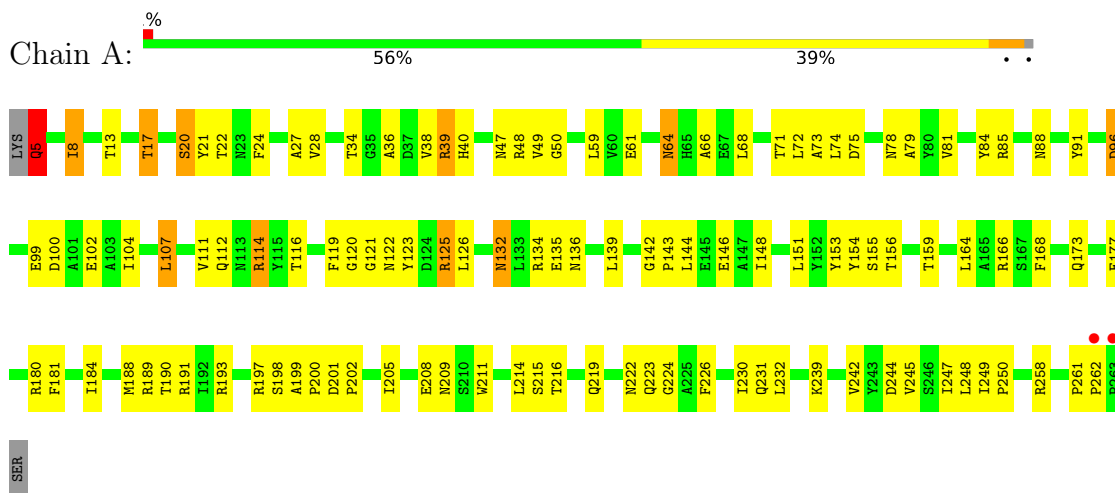 %
Chain A:
56% 39% • •
LYS Q5 I8 T13 T17 S20 Y21 T22 N23 F24 A27 V28 T34 G35 A36 D37 V38 R39 H40 N47 R48 V49 G50 L59 V60 E61 N64 H65 A66 E67 L68 T71 L72 A73 L74 D75 N78 A79 Y80 V81 Y84 R85 N88 Y91 D96
E99 D100 A101 E102 A103 I104 L107 V111 Q112 N113 R114 Y115 T116 F119 G120 G121 N122 Y123 D124 R125 L126 N132 L133 R134 E135 N136 L139 G142 P143 L144 E145 E146 A147 I148 L151 Y152 Y153 Y154 S155 T156 T159 L164 A165 R166 S167 F168 Q173 E177
R180 F181 I184 M188 R189 T190 R191 I192 R193 R197 S198 A199 P200 D201 P202 I205 E208 N209 S210 W211 L214 S215 T216 Q219 N222 Q223 G224 A225 F226 I230 Q231 L232 K239 V242 Y243 D244 V245 S246 I247 L248 I249 P250 R258 P261 P262
SER